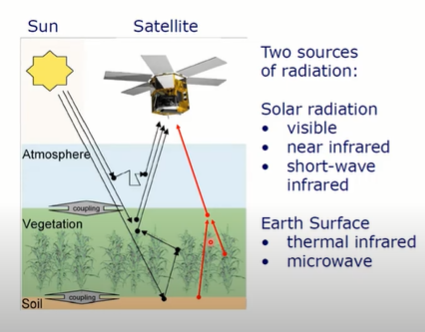 Sun
Satellite
Two sources
of radiation:
Solar radiation
• visible
• near infrared
• short-wave
infrared
Earth Surface
• thermal infrared
• microwave
Atmosphere
coupling
Vegetation
coupling
Soil